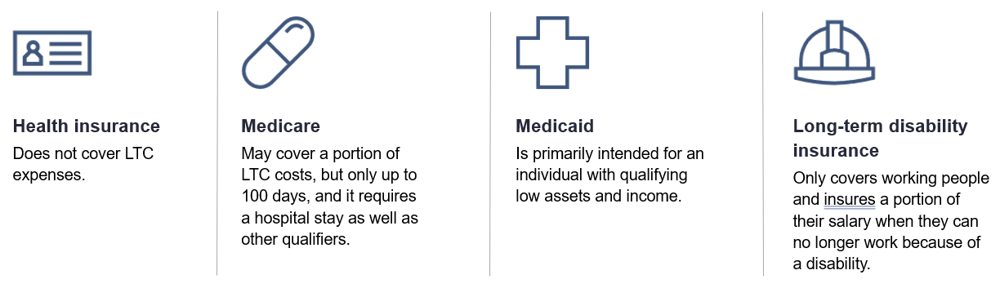 Health insurance
Does not cover LTC
expenses.
Medicare
May cover a portion of
LTC costs, but only up to
100 days, and it requires
a hospital stay as well as
other qualifiers.
Medicaid
Is primarily intended for an
individual with qualifying
low assets and income.
Long-term disability
insurance
Only covers working people
and insures a portion of
their salary when they can
no longer work because of
a disability.